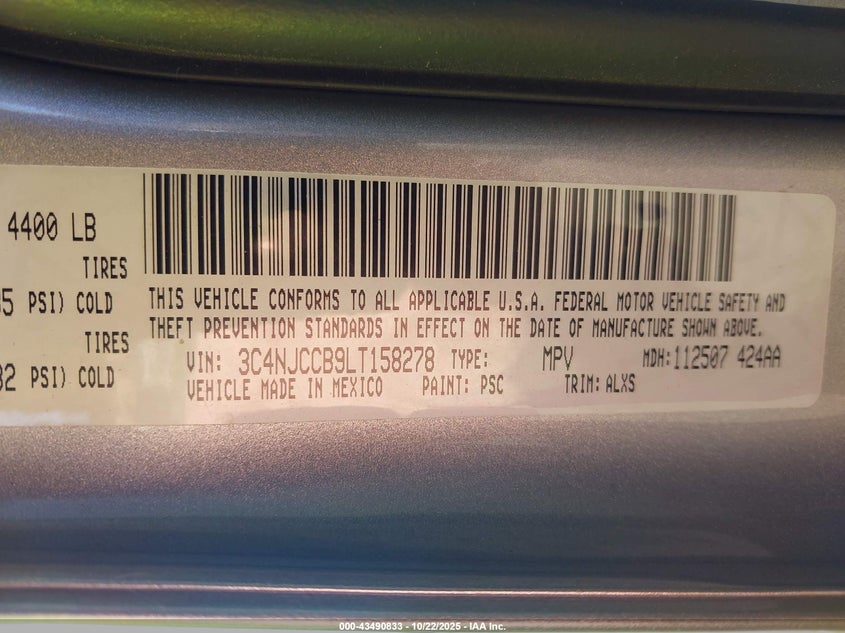 4400 LB
TIRES
5 PSI) COLD
TIRES
32 PSI) COLD
THIS VEHICLE CONFORMS TO ALL APPLICABLE U.S.A. FEDERAL MOTOR VEHICLE SAFETY AND
THEFT PREVENTION STANDARDS IN EFFECT ON THE DATE OF MANUFACTURE SHOWN ABOVE.
VIN: 3C4NJCCB9LT158278 TYPE: MPV MDH: 112507 424AA
VEHICLE MADE IN MEXICO PAINT: PSC TRIM: ALXS
000-43490833 - 10/22/2025 - IAA Inc.